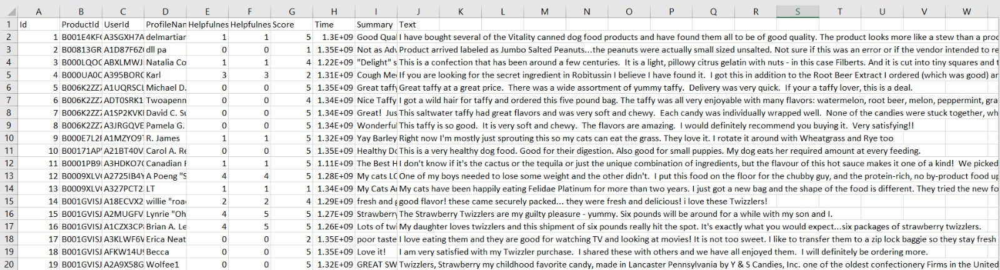 A B C D E F G H I J K L M N O P Q R S T U V W
1 Id ProductId UserId ProfileNan Helpfulnes Helpfulnes Score Time Summary Text
2 1 B001E4KF A3SGXH7A delmartian 1 1 5 1.3E+09 Good Qual I have bought several of the Vitality canned dog food products and have found them all to be of good quality. The product looks more like a stew than a proc
3 2 B00813GR A1D87F6Z dll pa 0 0 1 1.35E+09 Not as Adv Product arrived labeled as Jumbo Salted Peanuts...the peanuts were actually small sized unsalted. Not sure if this was an error or if the vendor intended to re
4 3 B000LQOC ABXLMWJ Natalia Co 1 1 4 1.22E+09 "Delight" s This is a confection that has been around a few centuries. It is a light, pillowy citrus gelatin with nuts - in this case Filberts. And it is cut into tiny squares and t
5 4 B000UA0C A395BORC Karl 3 3 2 1.31E+09 Cough Me If you are looking for the secret ingredient in Robitussin I believe I have found it. I got this in addition to the Root Beer Extract I ordered (which was good) ar
6 5 B006K2ZZ7 A1UQRSCL Michael D. 0 0 5 1.35E+09 Great taffy Great taffy at a great price. There was a wide assortment of yummy taffy. Delivery was very quick. If your a taffy lover, this is a deal.
7 6 B006K2ZZ7 ADT0SRK1 Twoapenn 0 0 4 1.34E+09 Nice Taffy I got a wild hair for taffy and ordered this five pound bag. The taffy was all very enjoyable with many flavors: watermelon, root beer, melon, peppermint, gra
8 7 B006K2ZZ7 A1SP2KVK David C. Su 0 0 5 1.34E+09 Great! Jus This saltwater taffy had great flavors and was very soft and chewy. Each candy was individually wrapped well. None of the candies were stuck together, wh
9 8 B006K2ZZ7 A3JRGQVE Pamela G. 0 0 5 1.34E+09 Wonderfu This taffy is so good. It is very soft and chewy. The flavors are amazing. I would definitely recommend you buying it. Very satisfying!!
10 9 B000E7L2 A1MZYO9 R. James 1 1 5 1.32E+09 Yay Barley Right now I'm mostly just sprouting this so my cats can eat the grass. They love it. I rotate it around with Wheatgrass and Rye too
11 10 B00171AP A21BT40V Carol A. Re 0 0 5 1.35E+09 Healthy Do This is a very healthy dog food. Good for their digestion. Also good for small puppies. My dog eats her required amount at every feeding.
12 11 B0001PB9 A3HDKO7 Canadian F 1 1 5 1.11E+09 The Best H I don't know if it's the cactus or the tequila or just the unique combination of ingredients, but the flavour of this hot sauce makes it one of a kind! We picked
13 12 B0009XLV A2725IB4Y A Poeng "S 4 4 5 1.28E+09 My cats LO One of my boys needed to lose some weight and the other didn't. I put this food on the floor for the chubby guy, and the protein-rich, no by-product food up
14 13 B0009XLV A327PCT2 LT 1 1 1 1.34E+09 My Cats Ar My cats have been happily eating Felidae Platinum for more than two years. I just got a new bag and the shape of the food is different. They tried the new fo
15 14 B001GVISJ A18ECVX2 willie "road 2 2 4 1.29E+09 fresh and g good flavor! these came securely packed... they were fresh and delicious! i love these Twizzlers!
16 15 B001GVISJ A2MUGFV Lynrie "Oh 4 5 5 1.27E+09 Strawberry The Strawberry Twizzlers are my guilty pleasure - yummy. Six pounds will be around for a while with my son and I.
17 16 B001GVISJ A1CZX3CP Brian A. Le 4 5 5 1.26E+09 Lots of twi My daughter loves twizzlers and this shipment of six pounds really hit the spot. It's exactly what you would expect...six packages of strawberry twizzlers.
18 17 B001GVISJ A3KLWF6V Erica Neat 0 0 2 1.35E+09 poor taste I love eating them and they are good for watching TV and looking at movies! It is not too sweet. I like to transfer them to a zip lock baggie so they stay fresh
19 18 B001GVISJ AFKW14U Becca 0 0 5 1.35E+09 Love it! I am very satisfied with my Twizzler purchase. I shared these with others and we have all enjoyed them. I will definitely be ordering more.
20 19 B001GVISJ A2A9X58G Wolfee1 0 0 5 1.32E+09 GREAT SW Twizzlers, Strawberry my childhood favorite candy, made in Lancaster Pennsylvania by Y & S Candies, Inc. one of the oldest confectionery Firms in the United